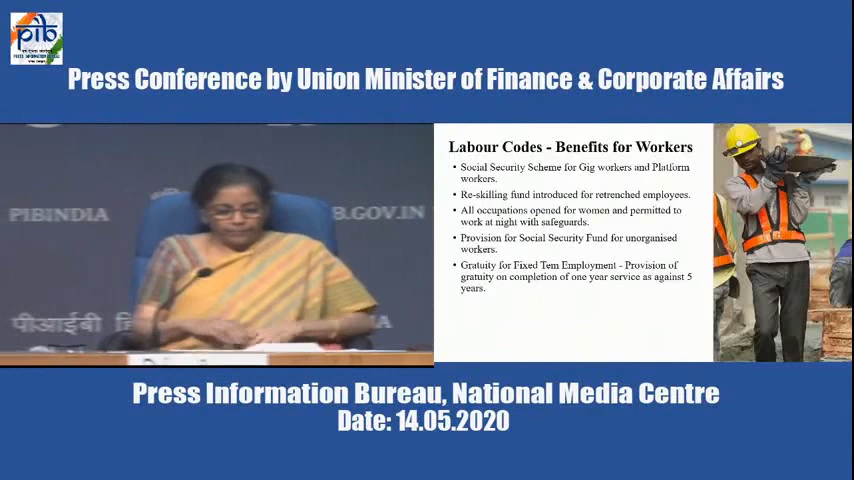 pib
PRESS INFORMATION BUREAU
Press Conference by Union Minister of Finance & Corporate Affairs
PIBINDIA
B.GOV.IN
पीआईबी
Labour Codes - Benefits for Workers
• Social Security Scheme for Gig workers and Platform
workers.
• Re-skilling fund introduced for retrenched employees.
• All occupations opened for women and permitted to
work at night with safeguards.
• Provision for Social Security Fund for unorganised
workers.
• Gratuity for Fixed Tem Employment - Provision of
gratuity on completion of one year service as against 5
years.
Press Information Bureau, National Media Centre
Date: 14.05.2020